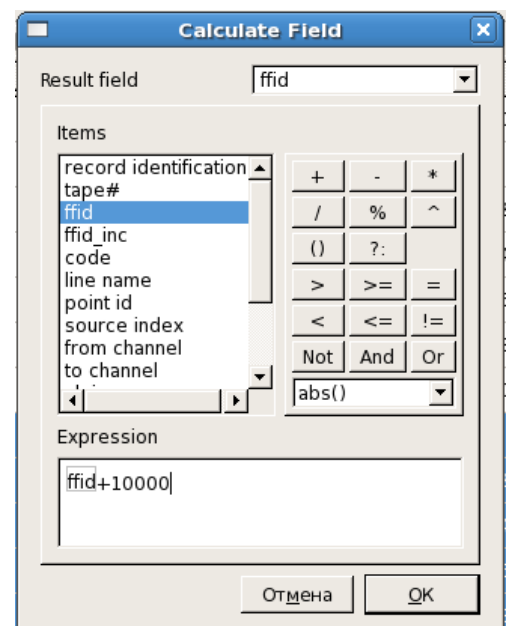 Calculate Field
Result field ffid
Items
record identification
tape#
ffid
ffid_inc
code
line name
point id
source index
from channel
to channel
+ - *
/ % ^
() ?:
> >= =
< <= !=
Not And Or
abs()
Expression
ffid+10000
Отмена OK